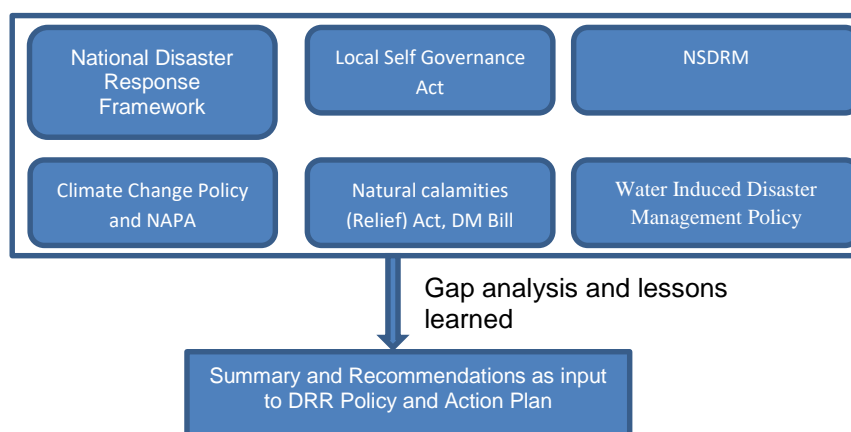 National Disaster
Response
Framework
Local Self Governance
Act
NSDRM
Climate Change Policy
and NAPA
Natural calamities
(Relief) Act, DM Bill
Water Induced Disaster
Management Policy
Gap analysis and lessons
learned
Summary and Recommendations as input
to DRR Policy and Action Plan